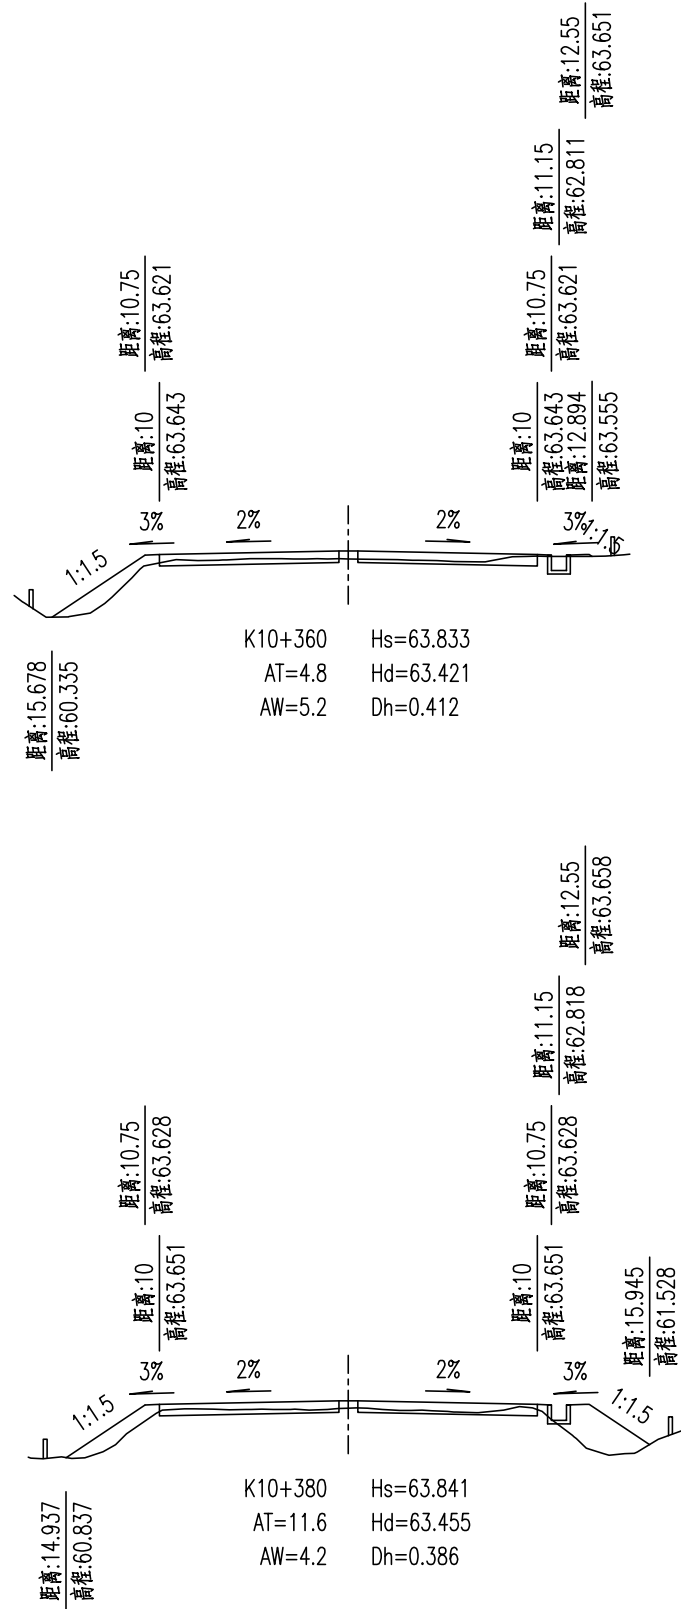 距离:12.55
高程:63.651
距离:11.15
高程:62.811
距离:10.75
高程:63.621
距离:10.75
高程:63.621
距离:10
高程:63.643
距离:10
高程:63.643
距离:12.894
高程:63.555
3%
2%
2%
3%
1:1.5
1:1.5
K10+360
Hs=63.833
AT=4.8
Hd=63.421
AW=5.2
Dh=0.412
距离:15.678
高程:60.335
距离:12.55
高程:63.658
距离:11.15
高程:62.818
距离:10.75
高程:63.628
距离:10.75
高程:63.628
距离:10
高程:63.651
距离:10
高程:63.651
距离:15.945
高程:61.528
3%
2%
2%
3%
1:1.5
1:1.5
K10+380
Hs=63.841
AT=11.6
Hd=63.455
AW=4.2
Dh=0.386
距离:14.937
高程:60.837